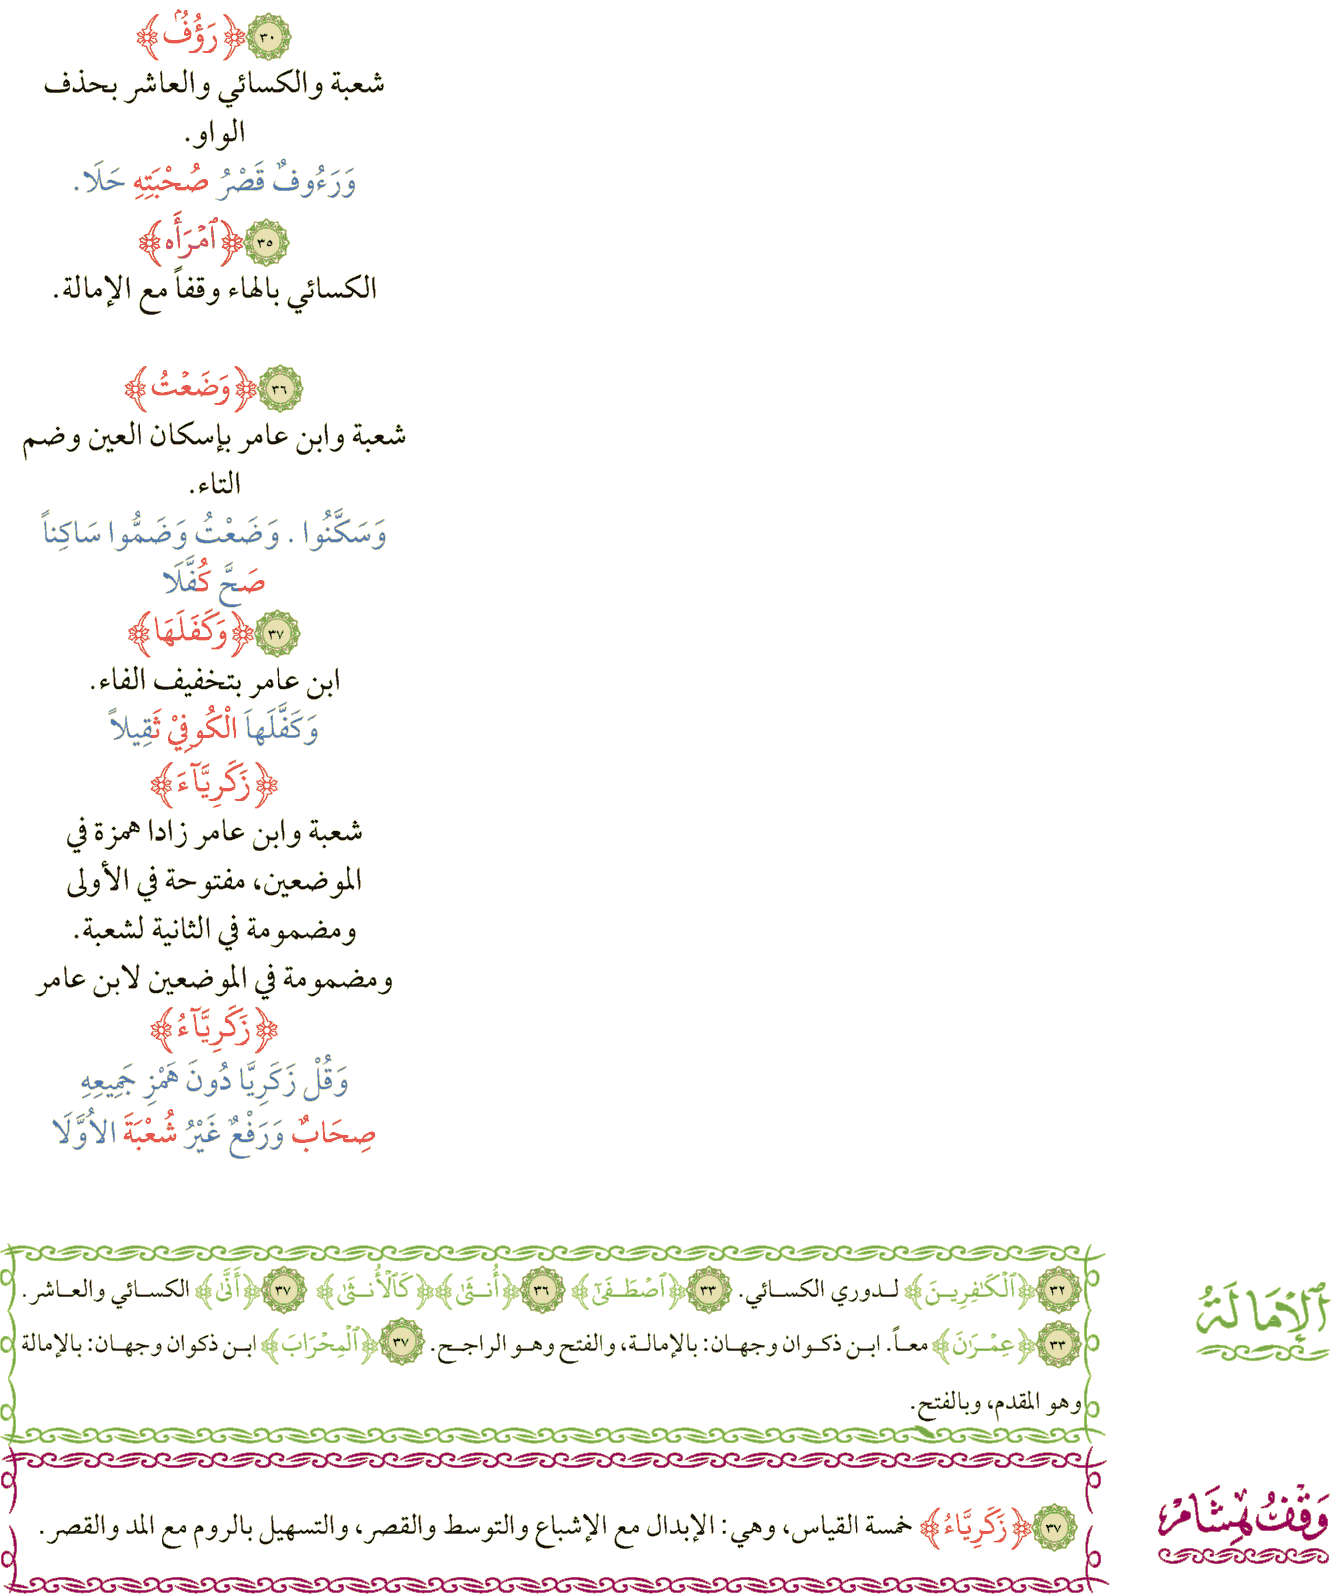 ٣٠ ﴿رَؤُفٌۢ﴾
شعبة والكسائي والعاشر بحذف
الواو.
وَرَءُوفٌ قَصْرُ صُحْبَتِهِ حَلَا.
٣٥ ﴿ٱمۡرَأَه﴾
الكسائي بالهاء وقفاً مع الإمالة.
٣٦ ﴿وَضَعۡتُ﴾
شعبة وابن عامر بإسكان العين وضم
التاء.
وَسَكَّنُوا . وَضَعْتُ وَضَمُّوا سَاكِناً
صَحَّ كُفَّلَا
٣٧ ﴿وَكَفَلَهَا﴾
ابن عامر بتخفيف الفاء.
وَكَفَّلَهاَ الْكُوفِيْ ثَقِيلاً
﴿زَكَرِيَّآءَ﴾
شعبة وابن عامر زادا همزة في
الموضعين، مفتوحة في الأولى
ومضمومة في الثانية لشعبة.
ومضمومة في الموضعين لابن عامر
﴿زَكَرِيَّآءُ﴾
وَقُلْ زَكَرِيَّا دُونَ هَمْزِ جَمِيعِهِ
صِحَابٌ وَرَفْعٌ غَيْرُ شُعْبَةَ الاُوَّلَا
ٱلْإِمَالَةُ
٣٢ ﴿ٱلۡكَٰفِرِينَ﴾ لدوري الكسائي. ٣٣ ﴿ٱصۡطَفَىٰٓ﴾ ٣٦ ﴿أُنثَىٰ﴾ ﴿كَٱلۡأُنثَىٰ﴾ ٣٧ ﴿أَنَّىٰ﴾ الكسائي والعاشر.
٣٣ ﴿عِمۡرَٰنَ﴾ معاً. ابن ذكوان وجهان: بالإمالة، والفتح وهو الراجح. ٣٧ ﴿ٱلۡمِحۡرَابَ﴾ ابن ذكوان وجهان: بالإمالة
وهو المقدم، وبالفتح.
وَقْفُ هِشَامٍ
٣٧ ﴿زَكَرِيَّاءُ﴾ خمسة القياس، وهي: الإبدال مع الإشباع والتوسط والقصر، والتسهيل بالروم مع المد والقصر.